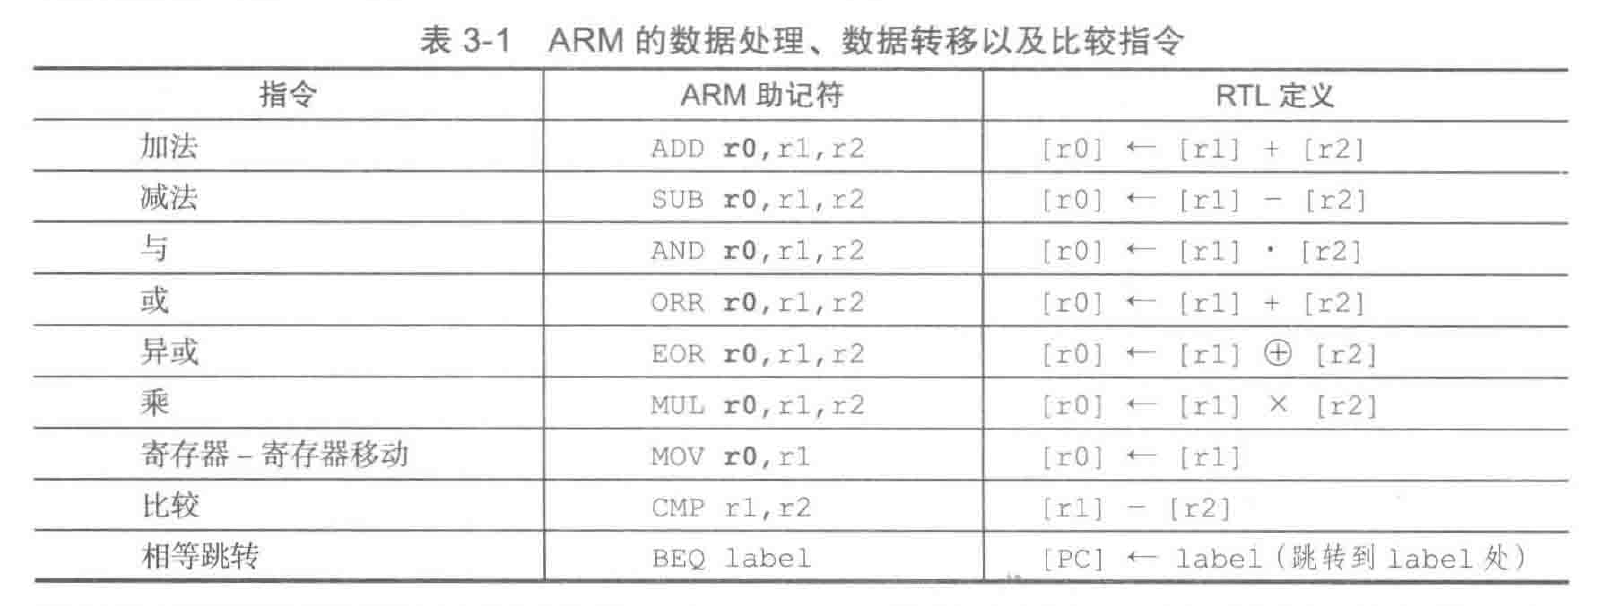 表 3-1 ARM 的数据处理、数据转移以及比较指令
指令 ARM 助记符 RTL 定义
加法 ADD r0,r1,r2 [r0] ← [r1] + [r2]
减法 SUB r0,r1,r2 [r0] ← [r1] − [r2]
与 AND r0,r1,r2 [r0] ← [r1] · [r2]
或 ORR r0,r1,r2 [r0] ← [r1] + [r2]
异或 EOR r0,r1,r2 [r0] ← [r1] ⊕ [r2]
乘 MUL r0,r1,r2 [r0] ← [r1] × [r2]
寄存器 – 寄存器移动 MOV r0,r1 [r0] ← [r1]
比较 CMP r1,r2 [r1] − [r2]
相等跳转 BEQ label [PC] ← label(跳转到 label 处)